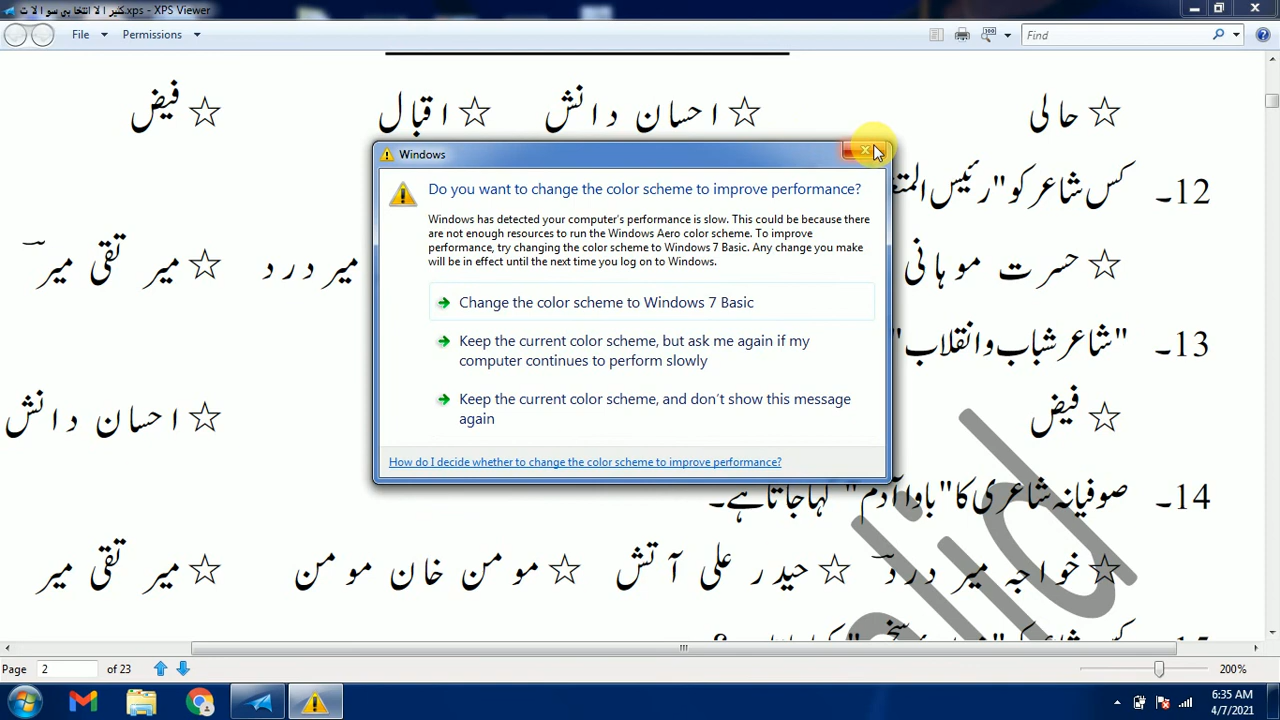 کثیر الا انتخا بی سو الا ت.xps - XPS Viewer
File Permissions Find
☆ حالی ☆ احسان دانش ☆ اقبال ☆ فیض
Windows
Do you want to change the color scheme to improve performance?
Windows has detected your computer's performance is slow. This could be because there
are not enough resources to run the Windows Aero color scheme. To improve
performance, try changing the color scheme to Windows 7 Basic. Any change you make
will be in effect until the next time you log on to Windows.
Change the color scheme to Windows 7 Basic
Keep the current color scheme, but ask me again if my
computer continues to perform slowly
Keep the current color scheme, and don't show this message
again
How do I decide whether to change the color scheme to improve performance?
12۔ کس شاعر کو "رئیس
☆ حسرت موہانی میر درد ☆ میر تقی میر
13۔ "شاعر شباب و انقلاب"
☆ فیض ☆ احسان دانش
14۔ صوفیانہ شاعری کا "باوا آدم" کہا جاتا ہے۔
☆ خواجہ میر درد ☆ حیدر علی آتش ☆ مومن خان مومن ☆ میر تقی میر
Page 2 of 23 200%
6:35 AM
4/7/2021